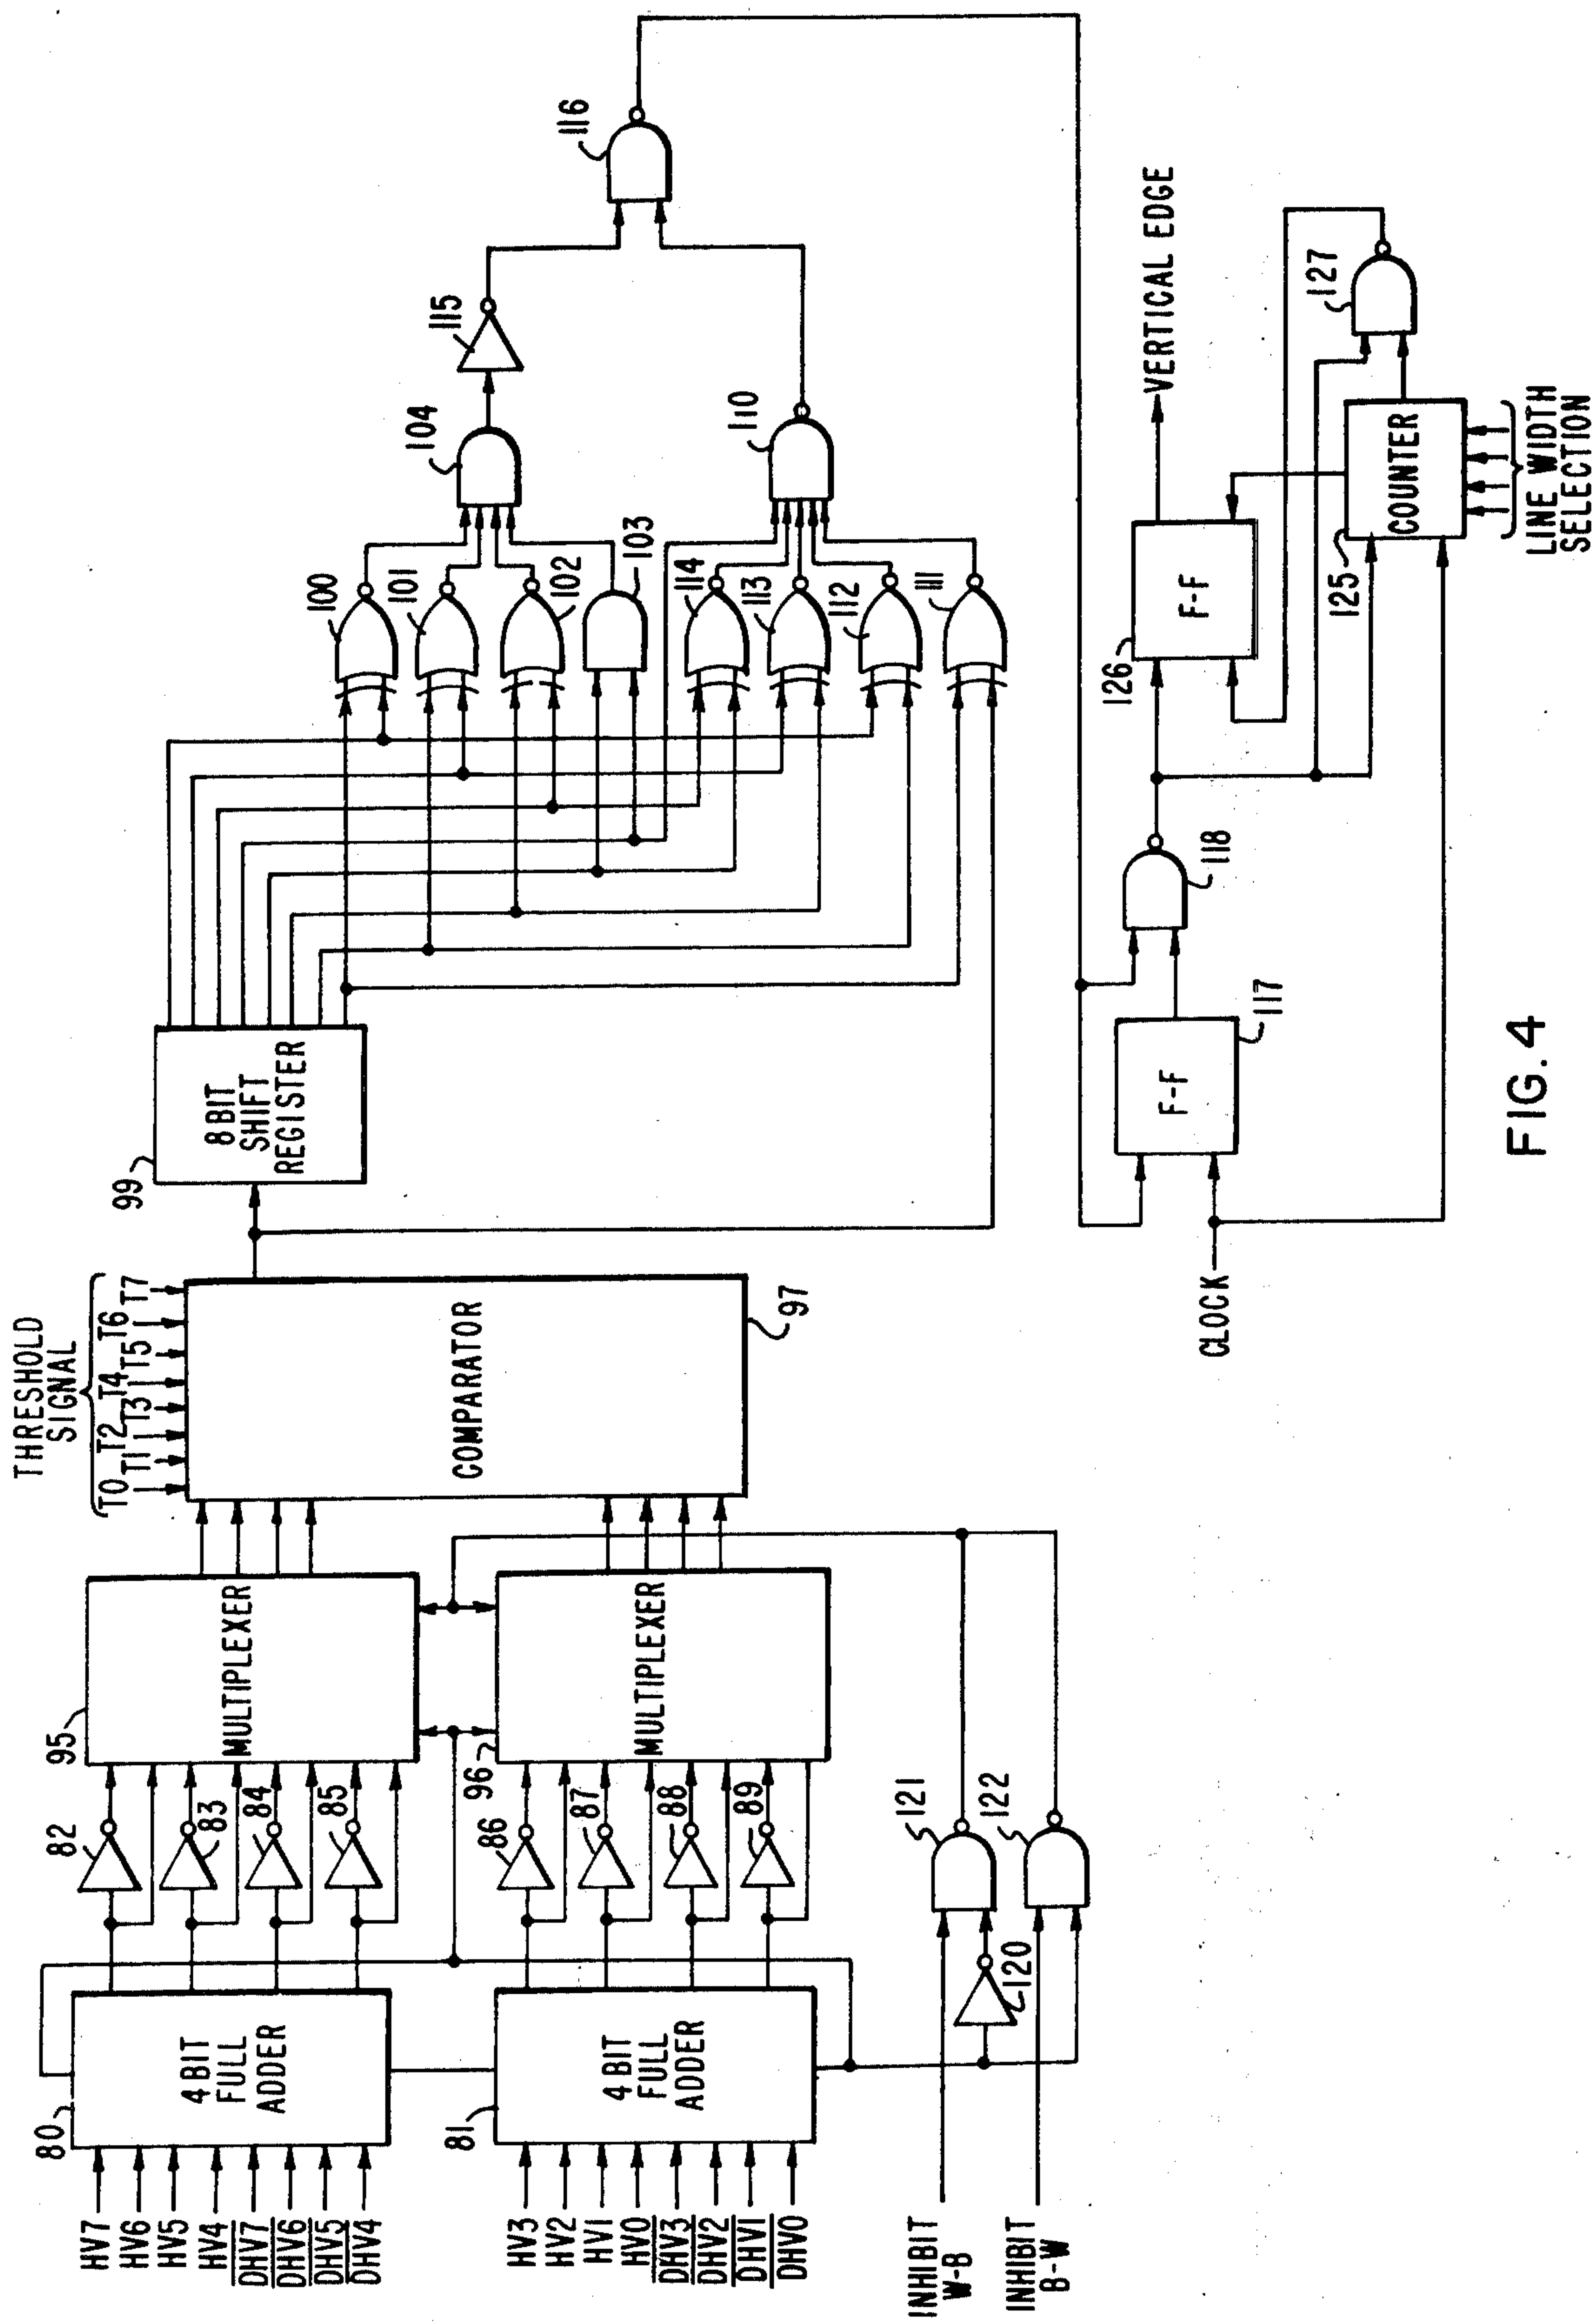 HV7
HV6
HV5
HV4
DHV7
DHV6
DHV5
DHV4
HV3
HV2
HV1
HV0
DHV3
DHV2
DHV1
DHV0
INHIBIT
W-B
INHIBIT
B-W
80
4 BIT
FULL
ADDER
81
4 BIT
FULL
ADDER
82
83
84
85
86
87
88
89
120
121
122
95
MULTIPLEXER
96
MULTIPLEXER
THRESHOLD
SIGNAL
T0
T1
T2
T3
T4
T5
T6
T7
COMPARATOR
97
99
8 BIT
SHIFT
REGISTER
100
101
102
103
114
113
112
111
104
110
115
116
CLOCK
F-F
117
118
126
F-F
VERTICAL EDGE
125
COUNTER
127
LINE WIDTH
SELECTION
FIG. 4